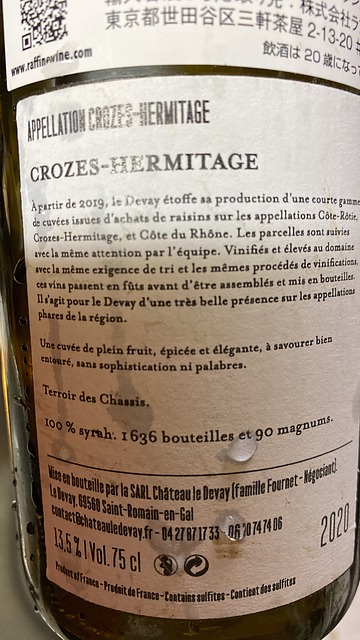 www.raffinewine.com
東京都世田谷区三軒茶屋 2-13-20
飲酒は 20 歳になっ
APPELLATION CROZES-HERMITAGE
CROZES-HERMITAGE
À partir de 2019, le Devay étoffe sa production d'une courte gamme
de cuvées issues d'achats de raisins sur les appellations Côte-Rôtie,
Crozes-Hermitage, et Côte du Rhône. Les parcelles sont suivies
avec la même attention par l'équipe. Vinifiés et élevés au domaine
avec la même exigence de tri et les mêmes procédés de vinifications,
ces vins passent en fûts avant d'être assemblés et mis en bouteilles.
Il s'agit pour le Devay d'une très belle présence sur les appellations
phares de la région.
Une cuvée de plein fruit, épicée et élégante, à savourer bien
entouré, sans sophistication ni palabres.
Terroir des Chassis.
100 % syrah. 1636 bouteilles et 90 magnums.
Mise en bouteille par la SARL Château le Devay (famille Fournet - Négociant).
Le Devay, 69560 Saint-Romain-en-Gal
contact@chateauledevay.fr - 04 27 87 17 33 - 06 10 74 74 06
13,5 % | Vol. 75 cl
2020
Product of France - Produit de France - Contains sulfites - Contient des sulfites